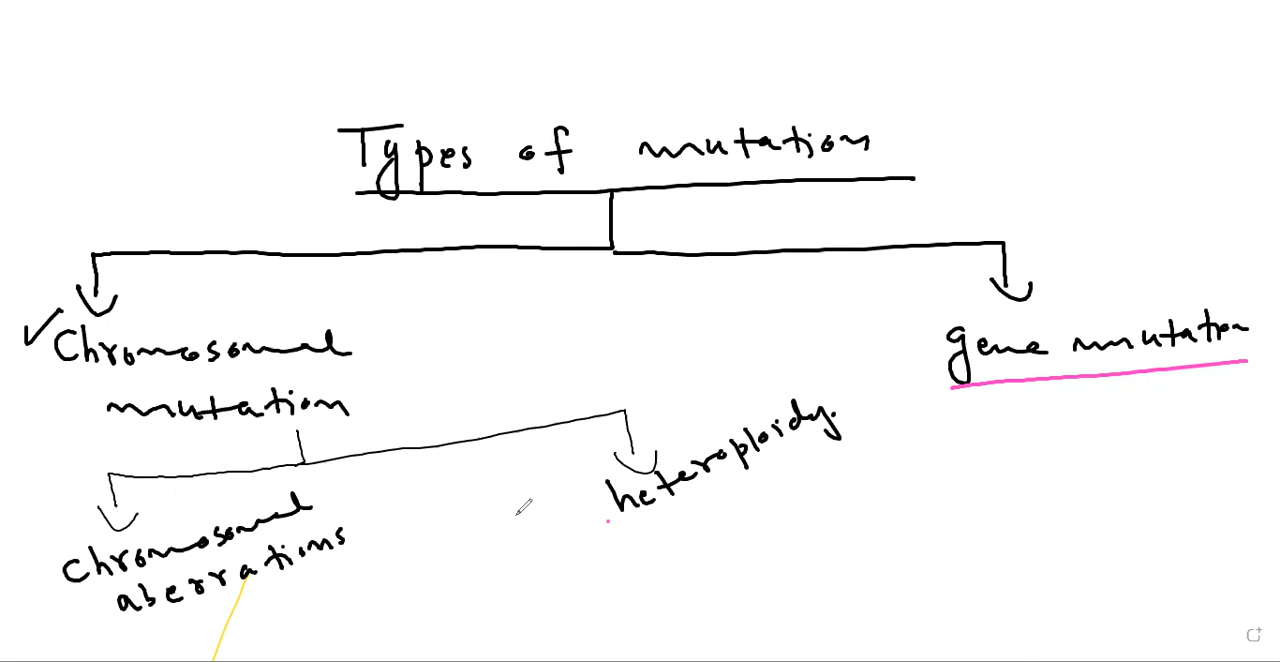 Types of mutation
Chromosomal
mutation
gene mutation
heteroploidy.
Chromosomal
aberrations